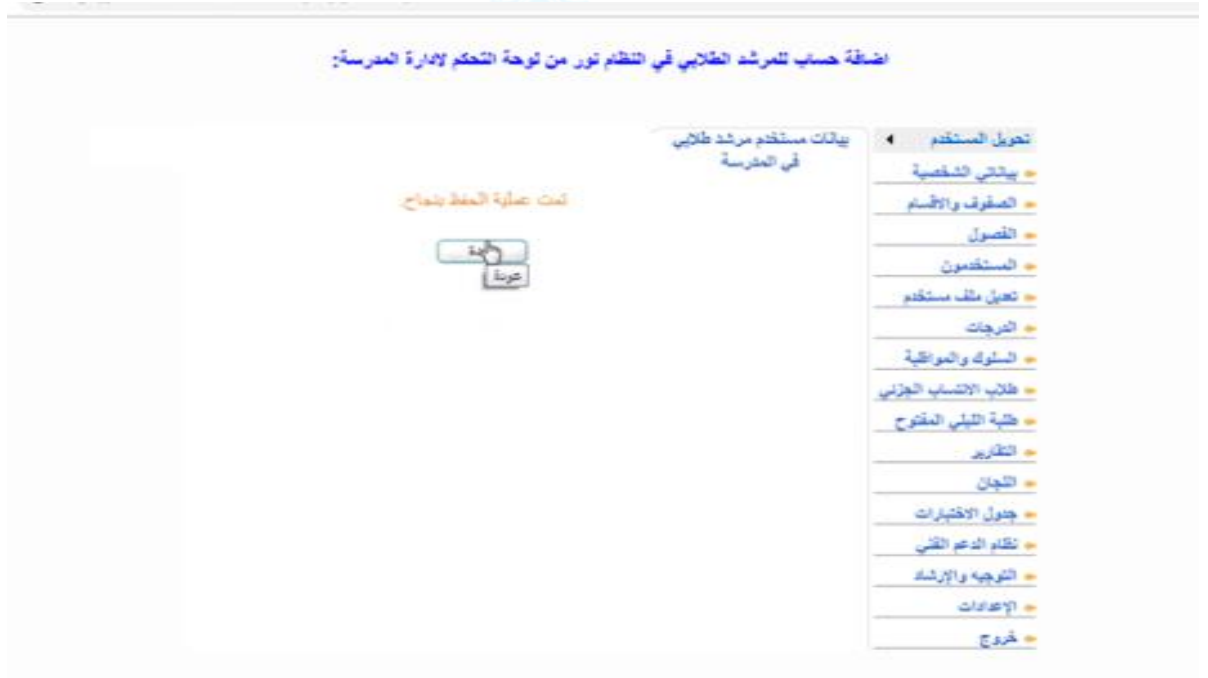 اضافة حساب للمرشد الطلابي في النظام نور من لوحة التحكم لادارة المدرسة:
تحويل المستخدم
بياناتي الشخصية
الصفوف والاقسام
الفصول
المستخدمون
تعديل ملف مستخدم
الدرجات
السلوك والمواظبة
طلاب الانتساب الجزئي
طلبة الليلي المفتوح
التقارير
اللجان
جدول الاختبارات
نظام الدعم الفني
التوجيه والإرشاد
الإعدادات
خروج
بيانات مستخدم مرشد طلابي
في المدرسة
تمت عملية الحفظ بنجاح.
عودة